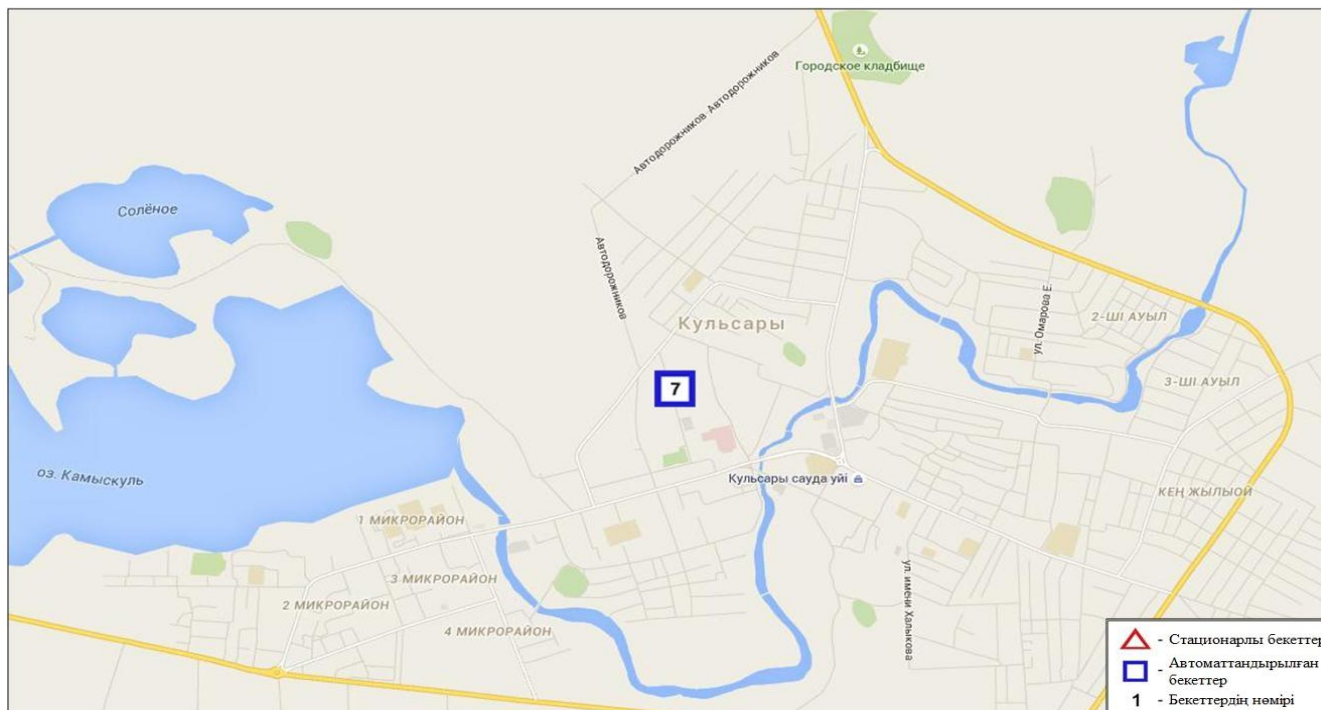 Городское кладбище
Автодорожников Автодорожников
Солёное
Автодорожников
Кульсары
ул. Омарова Е.
2-ШІ АУЫЛ
3-ШІ АУЫЛ
7
оз. Камыскуль
Кульсары сауда уйі
КЕҢ ЖЫЛЫОЙ
1 МИКРОРАЙОН
3 МИКРОРАЙОН
2 МИКРОРАЙОН
4 МИКРОРАЙОН
ул. имени Халыкова
- Стационарлы бекеттер
- Автоматтандырылған
бекеттер
1 - Бекеттердің нөмірі